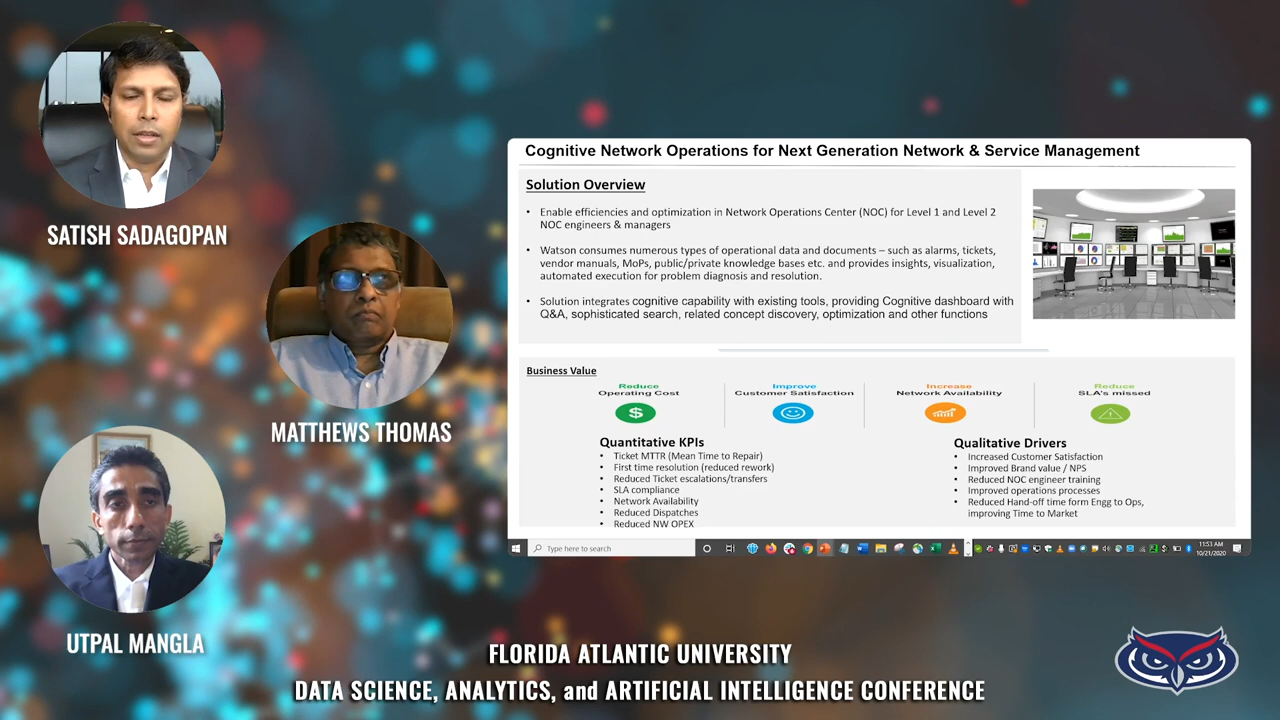 SATISH SADAGOPAN
MATTHEWS THOMAS
UTPAL MANGLA
Cognitive Network Operations for Next Generation Network & Service Management
Solution Overview
• Enable efficiencies and optimization in Network Operations Center (NOC) for Level 1 and Level 2
NOC engineers & managers
• Watson consumes numerous types of operational data and documents – such as alarms, tickets,
vendor manuals, MoPs, public/private knowledge bases etc. and provides insights, visualization,
automated execution for problem diagnosis and resolution.
• Solution integrates cognitive capability with existing tools, providing Cognitive dashboard with
Q&A, sophisticated search, related concept discovery, optimization and other functions
Business Value
Reduce
Operating Cost
Improve
Customer Satisfaction
Increase
Network Availability
Reduce
SLA's missed
$
Quantitative KPIs
• Ticket MTTR (Mean Time to Repair)
• First time resolution (reduced rework)
• Reduced Ticket escalations/transfers
• SLA compliance
• Network Availability
• Reduced Dispatches
• Reduced NW OPEX
Qualitative Drivers
• Increased Customer Satisfaction
• Improved Brand value / NPS
• Reduced NOC engineer training
• Improved operations processes
• Reduced Hand-off time form Engg to Ops,
improving Time to Market
Type here to search
11:53 AM
10/21/2020
FLORIDA ATLANTIC UNIVERSITY
DATA SCIENCE, ANALYTICS, and ARTIFICIAL INTELLIGENCE CONFERENCE